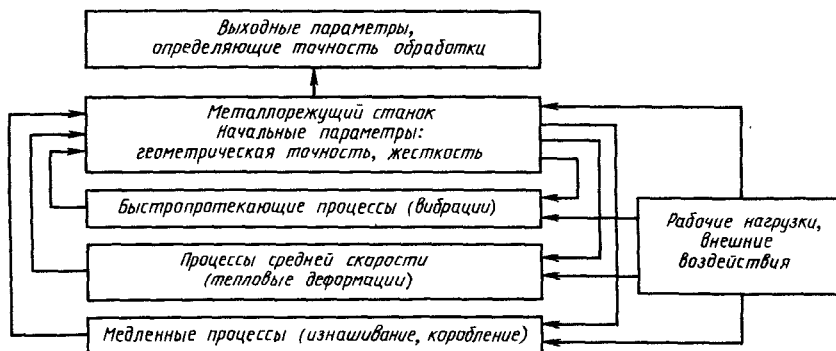 Выходные параметры,
определяющие точность обработки
Металлорежущий станок
Начальные параметры:
геометрическая точность, жесткость
Быстропротекающие процессы (вибрации)
Процессы средней скорости
(тепловые деформации)
Медленные процессы (изнашивание, коробление)
Рабочие нагрузки,
внешние
воздействия